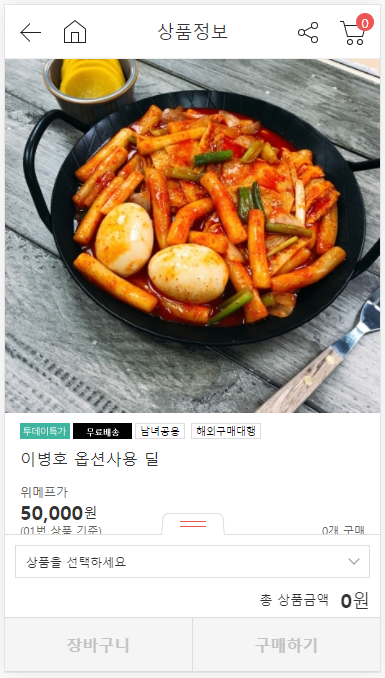 상품정보
0
투데이특가 무료배송 남녀공용 해외구매대행
이병호 옵션사용 딜
위메프가
50,000원
(01번 상품 기준) 0개 구매
상품을 선택하세요
총 상품금액 0원
장바구니 구매하기